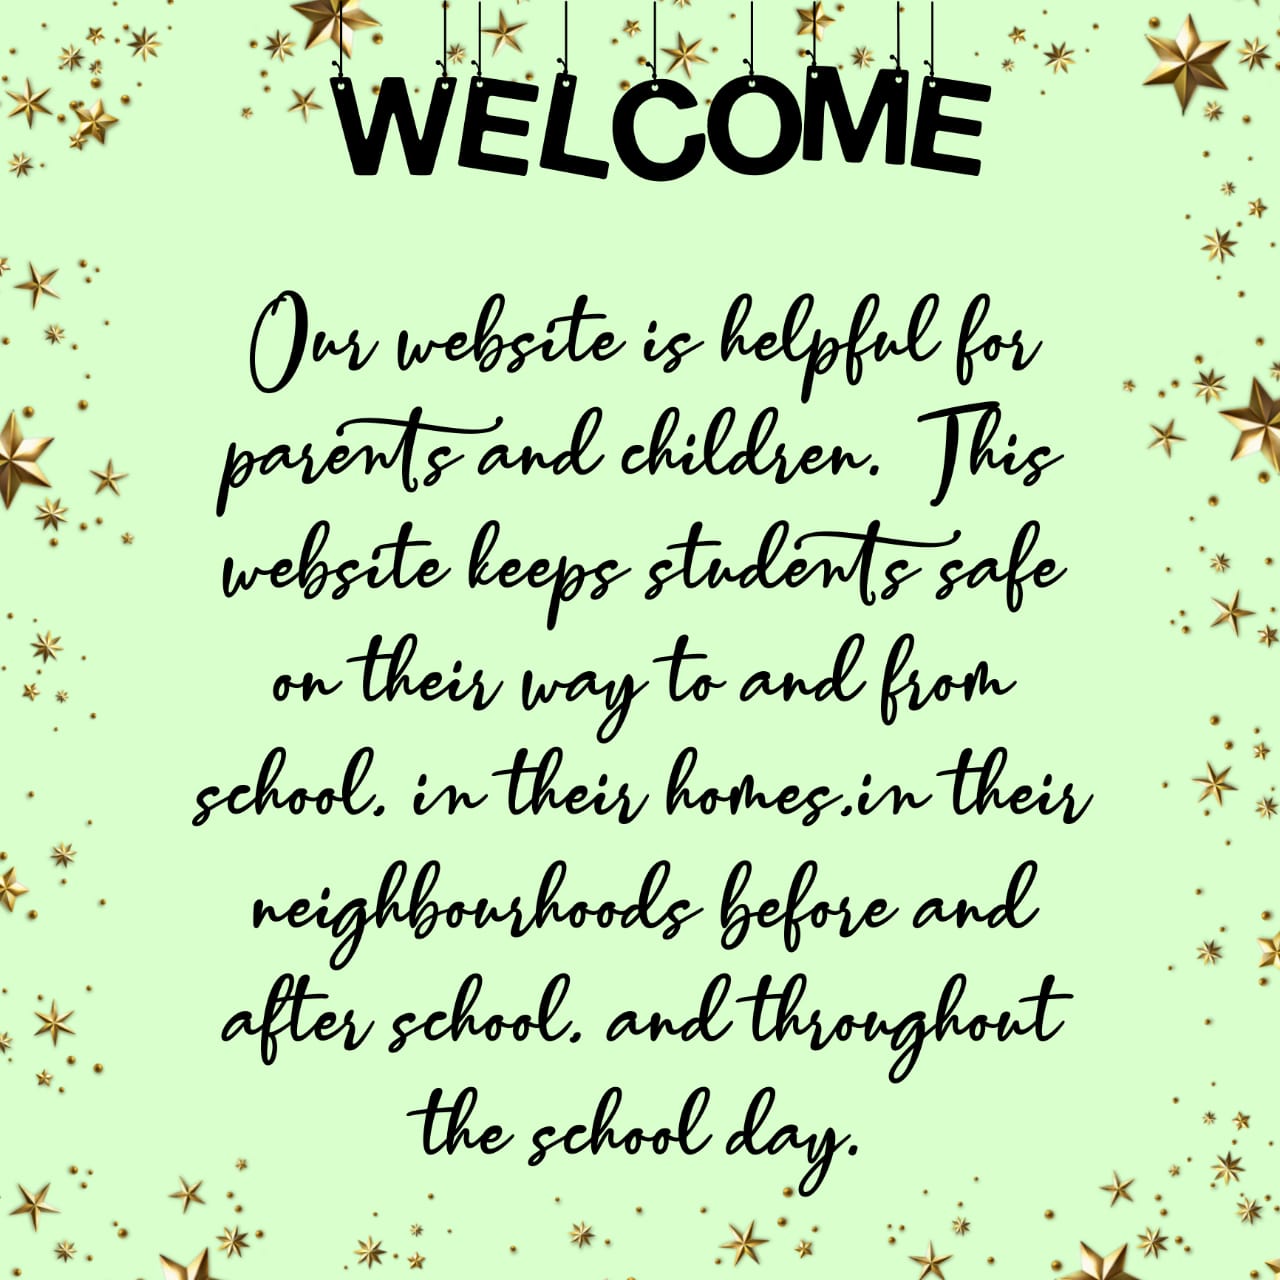 WELCOME
Our website is helpful for
parents and children. This
website keeps students safe
on their way to and from
school, in their homes,in their
neighbourhoods before and
after school, and throughout
the school day.